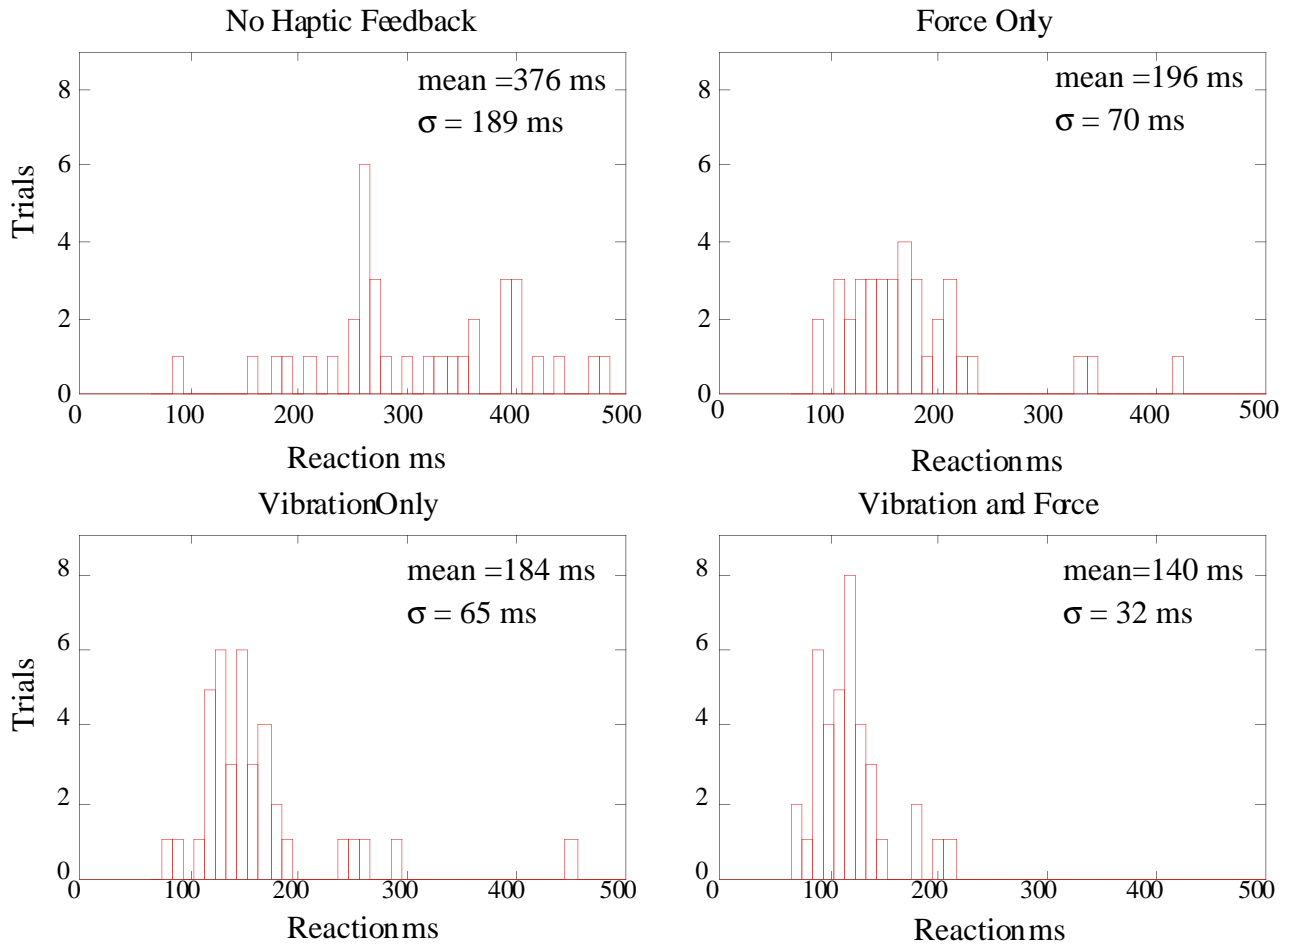 No Haptic Feedback
mean =376 ms
σ = 189 ms
8
6
4
2
0
Trials
0 100 200 300 400 500
Reaction ms
Force Only
mean =196 ms
σ = 70 ms
8
6
4
2
0
0 100 200 300 400 500
Reaction ms
Vibration Only
mean =184 ms
σ = 65 ms
8
6
4
2
0
Trials
0 100 200 300 400 500
Reaction ms
Vibration and Force
mean=140 ms
σ = 32 ms
8
6
4
2
0
0 100 200 300 400 500
Reaction ms